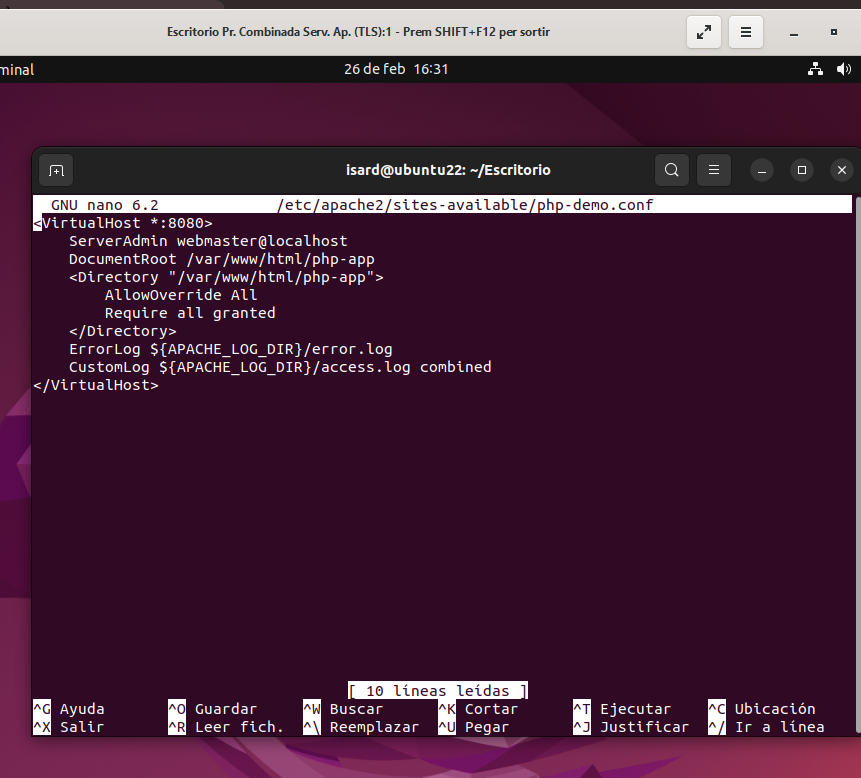 Escritorio Pr. Combinada Serv. Ap. (TLS):1 - Prem SHIFT+F12 per sortir
minal
26 de feb 16:31
isard@ubuntu22: ~/Escritorio
GNU nano 6.2 /etc/apache2/sites-available/php-demo.conf
<VirtualHost *:8080>
    ServerAdmin webmaster@localhost
    DocumentRoot /var/www/html/php-app
    <Directory "/var/www/html/php-app">
        AllowOverride All
        Require all granted
    </Directory>
    ErrorLog ${APACHE_LOG_DIR}/error.log
    CustomLog ${APACHE_LOG_DIR}/access.log combined
</VirtualHost>
[ 10 líneas leídas ]
^G Ayuda ^O Guardar ^W Buscar ^K Cortar ^T Ejecutar ^C Ubicación
^X Salir ^R Leer fich. ^\ Reemplazar ^U Pegar ^J Justificar ^/ Ir a línea